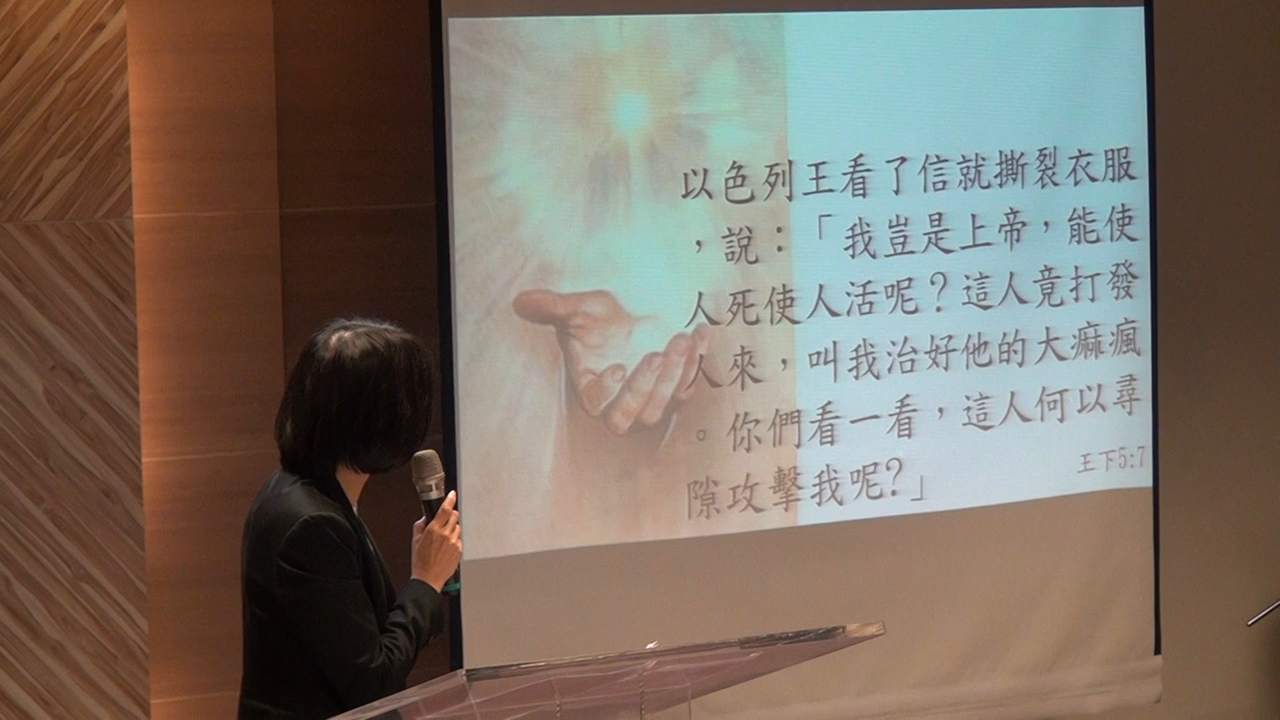 以色列王看了信就撕裂衣服
，說：「我豈是上帝，能使
人死使人活呢？這人竟打發
人來，叫我治好他的大痲瘋
。你們看一看，這人何以尋
隙攻擊我呢?」
王下5:7